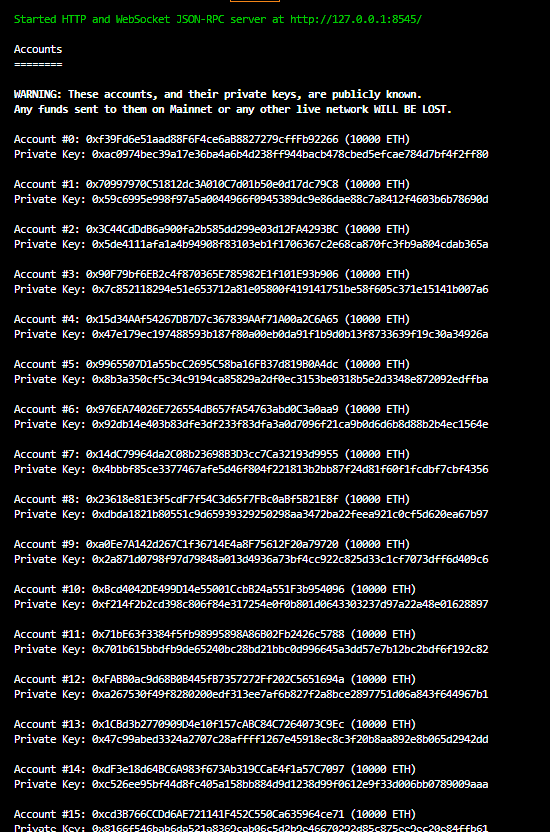 Started HTTP and WebSocket JSON-RPC server at http://127.0.0.1:8545/
Accounts
========
WARNING: These accounts, and their private keys, are publicly known.
Any funds sent to them on Mainnet or any other live network WILL BE LOST.
Account #0: 0xf39Fd6e51aad88F6F4ce6aB8827279cffFb92266 (10000 ETH)
Private Key: 0xac0974bec39a17e36ba4a6b4d238ff944bacb478cbed5efcae784d7bf4f2ff80
Account #1: 0x70997970C51812dc3A010C7d01b50e0d17dc79C8 (10000 ETH)
Private Key: 0x59c6995e998f97a5a0044966f0945389dc9e86dae88c7a8412f4603b6b78690d
Account #2: 0x3C44CdDdB6a900fa2b585dd299e03d12FA4293BC (10000 ETH)
Private Key: 0x5de4111afa1a4b94908f83103eb1f1706367c2e68ca870fc3fb9a804cdab365a
Account #3: 0x90F79bf6EB2c4f870365E785982E1f101E93b906 (10000 ETH)
Private Key: 0x7c852118294e51e653712a81e05800f419141751be58f605c371e15141b007a6
Account #4: 0x15d34AAf54267DB7D7c367839AAf71A00a2C6A65 (10000 ETH)
Private Key: 0x47e179ec197488593b187f80a00eb0da91f1b9d0b13f8733639f19c30a34926a
Account #5: 0x9965507D1a55bcC2695C58ba16FB37d819B0A4dc (10000 ETH)
Private Key: 0x8b3a350cf5c34c9194ca85829a2df0ec3153be0318b5e2d3348e872092edffba
Account #6: 0x976EA74026E726554dB657fA54763abd0C3a0aa9 (10000 ETH)
Private Key: 0x92db14e403b83dfe3df233f83dfa3a0d7096f21ca9b0d6d6b8d88b2b4ec1564e
Account #7: 0x14dC79964da2C08b23698B3D3cc7Ca32193d9955 (10000 ETH)
Private Key: 0x4bbbf85ce3377467afe5d46f804f221813b2bb87f24d81f60f1fcdbf7cbf4356
Account #8: 0x23618e81E3f5cdF7f54C3d65f7FBc0aBf5B21E8f (10000 ETH)
Private Key: 0xdbda1821b80551c9d65939329250298aa3472ba22feea921c0cf5d620ea67b97
Account #9: 0xa0Ee7A142d267C1f36714E4a8F75612F20a79720 (10000 ETH)
Private Key: 0x2a871d0798f97d79848a013d4936a73bf4cc922c825d33c1cf7073dff6d409c6
Account #10: 0xBcd4042DE499D14e55001CcbB24a551F3b954096 (10000 ETH)
Private Key: 0xf214f2b2cd398c806f84e317254e0f0b801d0643303237d97a22a48e01628897
Account #11: 0x71bE63f3384f5fb98995898A86B02Fb2426c5788 (10000 ETH)
Private Key: 0x701b615bbdfb9de65240bc28bd21bbc0d996645a3dd57e7b12bc2bdf6f192c82
Account #12: 0xFABB0ac9d68B0B445fB7357272Ff202C5651694a (10000 ETH)
Private Key: 0xa267530f49f8280200edf313ee7af6b827f2a8bce2897751d06a843f644967b1
Account #13: 0x1CBd3b2770909D4e10f157cABC84C7264073C9Ec (10000 ETH)
Private Key: 0x47c99abed3324a2707c28affff1267e45918ec8c3f20b8aa892e8b065d2942dd
Account #14: 0xdF3e18d64BC6A983f673Ab319CCaE4f1a57C7097 (10000 ETH)
Private Key: 0xc526ee95bf44d8fc405a158bb884d9d1238d99f0612e9f33d006bb0789009aaa
Account #15: 0xcd3B766CCDd6AE721141F452C550Ca635964ce71 (10000 ETH)
Private Key: 0x8166f546bab6da521a8369cab06c5d2b9e46670292d85c875ee9ec20e84ffb61